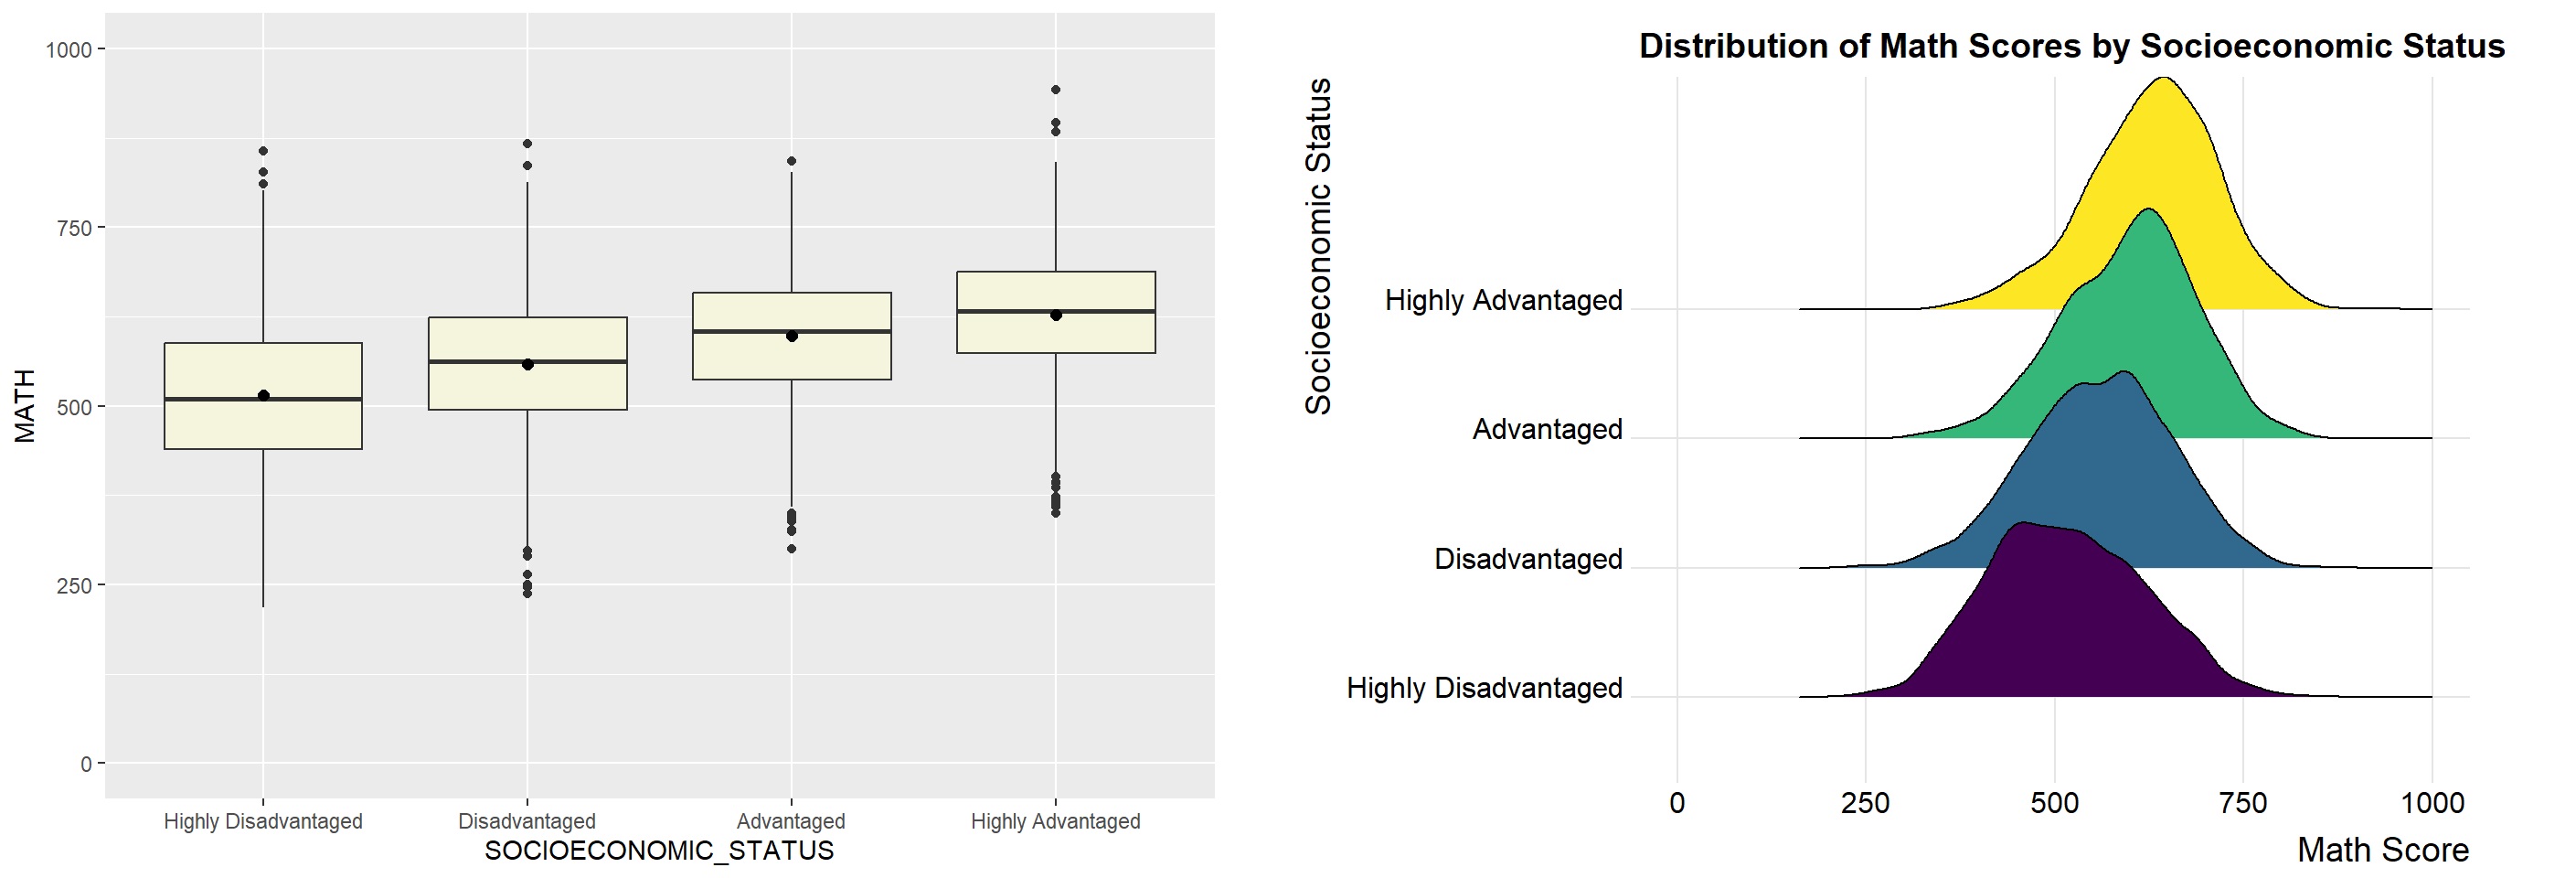 1000
750
500
250
0
MATH
Highly Disadvantaged
Disadvantaged
Advantaged
Highly Advantaged
SOCIOECONOMIC_STATUS
Distribution of Math Scores by Socioeconomic Status
Socioeconomic Status
Highly Advantaged
Advantaged
Disadvantaged
Highly Disadvantaged
0
250
500
750
1000
Math Score